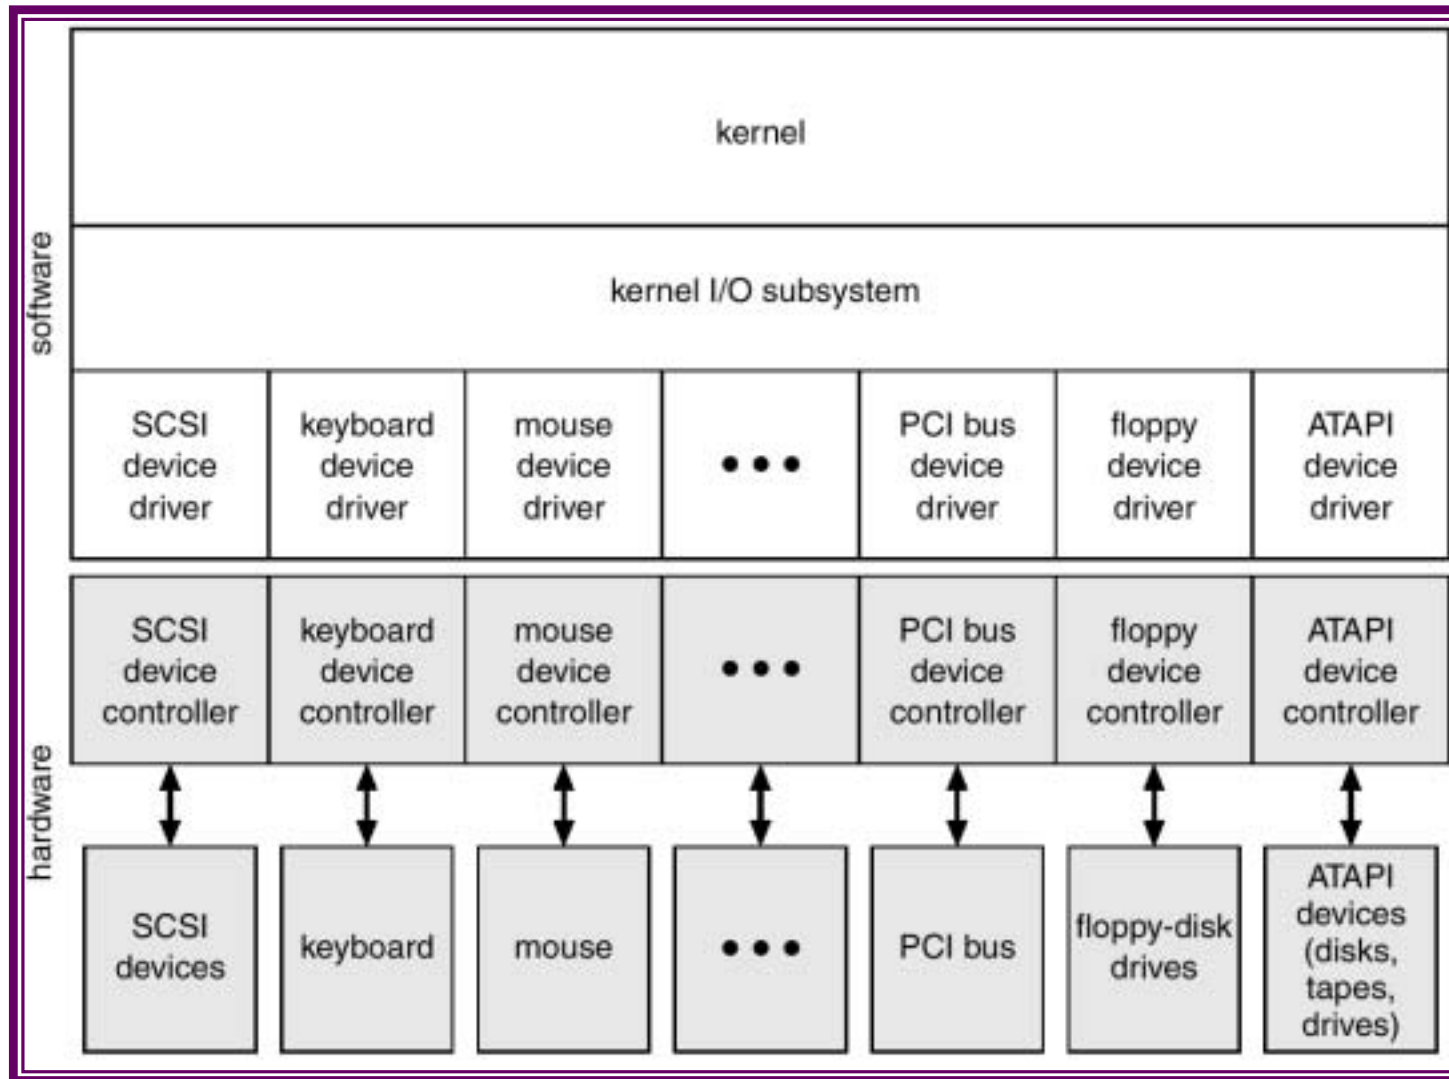 kernel
software
kernel I/O subsystem
SCSI
device
driver
keyboard
device
driver
mouse
device
driver
•••
PCI bus
device
driver
floppy
device
driver
ATAPI
device
driver
hardware
SCSI
device
controller
keyboard
device
controller
mouse
device
controller
•••
PCI bus
device
controller
floppy
device
controller
ATAPI
device
controller
SCSI
devices
keyboard
mouse
•••
PCI bus
floppy-disk
drives
ATAPI
devices
(disks,
tapes,
drives)